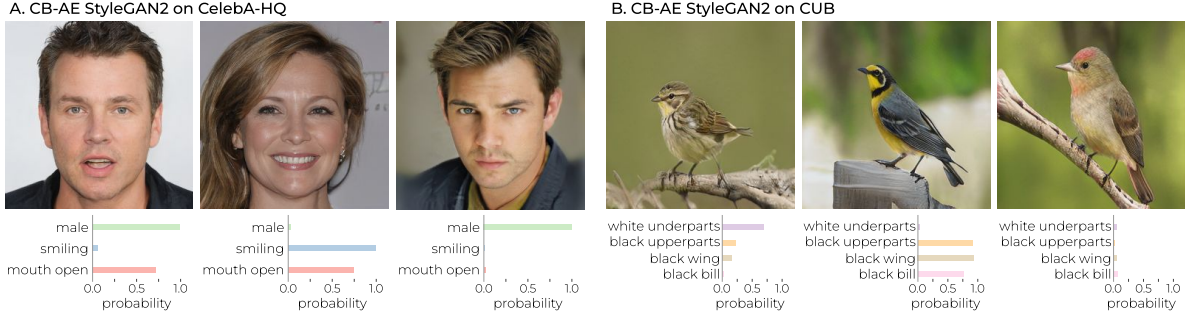 A. CB-AE StyleGAN2 on CelebA-HQ
male
smiling
mouth open
0.0 0.5 1.0
probability
male
smiling
mouth open
0.0 0.5 1.0
probability
male
smiling
mouth open
0.0 0.5 1.0
probability
B. CB-AE StyleGAN2 on CUB
white underparts
black upperparts
black wing
black bill
0.0 0.5 1.0
probability
white underparts
black upperparts
black wing
black bill
0.0 0.5 1.0
probability
white underparts
black upperparts
black wing
black bill
0.0 0.5 1.0
probability